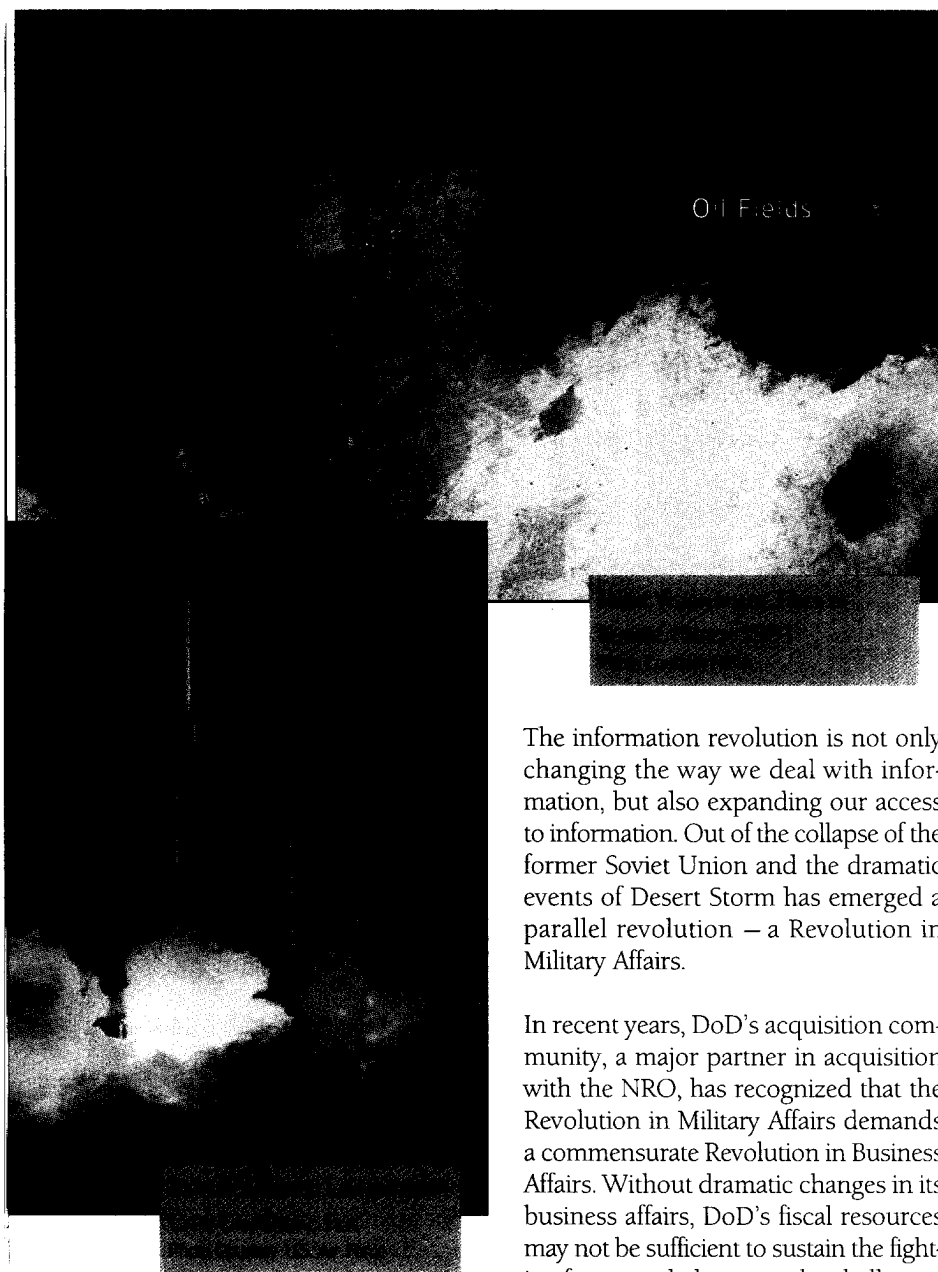 Oil Fields
The information revolution is not only
changing the way we deal with infor-
mation, but also expanding our access
to information. Out of the collapse of the
former Soviet Union and the dramatic
events of Desert Storm has emerged a
parallel revolution – a Revolution in
Military Affairs.
In recent years, DoD's acquisition com-
munity, a major partner in acquisition
with the NRO, has recognized that the
Revolution in Military Affairs demands
a commensurate Revolution in Business
Affairs. Without dramatic changes in its
business affairs, DoD's fiscal resources
may not be sufficient to sustain the fight-